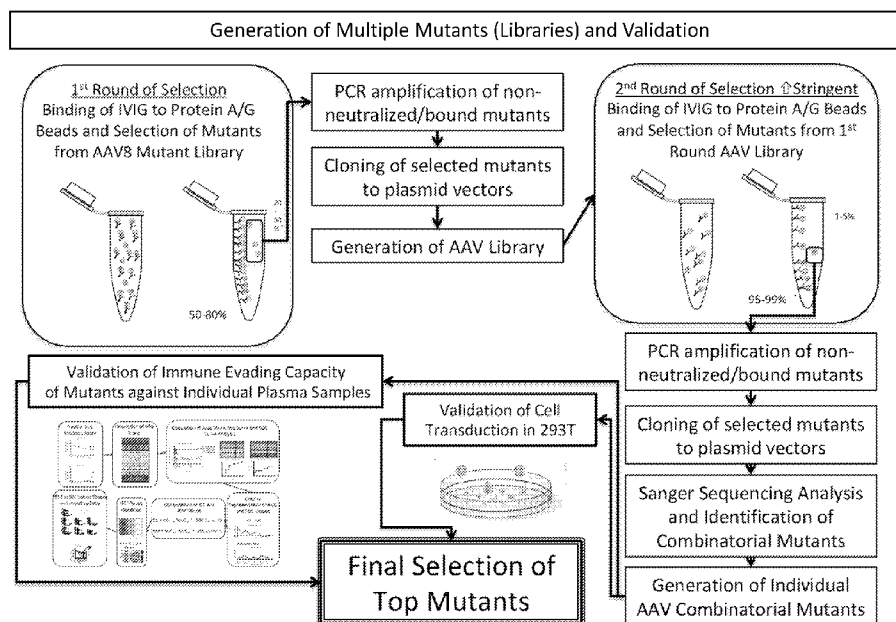 Generation of Multiple Mutants (Libraries) and Validation
1st Round of Selection
Binding of IVIG to Protein A/G
Beads and Selection of Mutants
from AAV8 Mutant Library
50-80%
PCR amplification of non-
neutralized/bound mutants
Cloning of selected mutants
to plasmid vectors
Generation of AAV Library
2nd Round of Selection ⇧Stringent
Binding of IVIG to Protein A/G Beads
and Selection of Mutants from 1st
Round AAV Library
1-5%
95-99%
PCR amplification of non-
neutralized/bound mutants
Cloning of selected mutants
to plasmid vectors
Sanger Sequencing Analysis
and Identification of
Combinatorial Mutants
Generation of Individual
AAV Combinatorial Mutants
Validation of Immune Evading Capacity
of Mutants against Individual Plasma Samples
Validation of Cell
Transduction in 293T
Final Selection of
Top Mutants